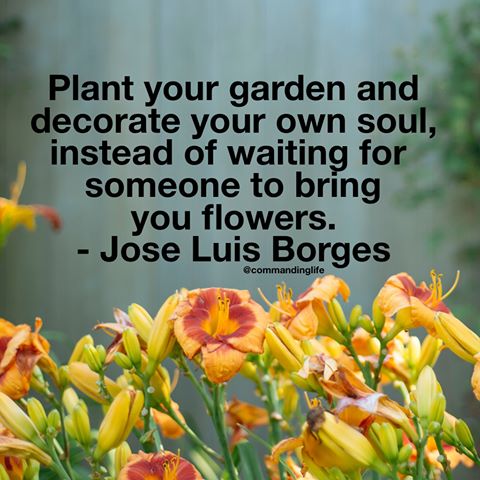 Plant your garden and
decorate your own soul,
instead of waiting for
someone to bring
you flowers.
- Jose Luis Borges
@commandinglife